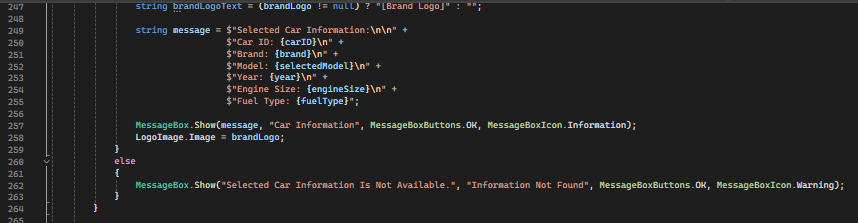 247 string brandLogoText = (brandLogo != null) ? "[Brand Logo]" : "";
248
249 string message = $"Selected Car Information:\n\n" +
250 $"Car ID: {carID}\n" +
251 $"Brand: {brand}\n" +
252 $"Model: {selectedModel}\n" +
253 $"Year: {year}\n" +
254 $"Engine Size: {engineSize}\n" +
255 $"Fuel Type: {fuelType}";
256
257 MessageBox.Show(message, "Car Information", MessageBoxButtons.OK, MessageBoxIcon.Information);
258 LogoImage.Image = brandLogo;
259 }
260 else
261 {
262 MessageBox.Show("Selected Car Information Is Not Available.", "Information Not Found", MessageBoxButtons.OK, MessageBoxIcon.Warning);
263 }
264 }
265